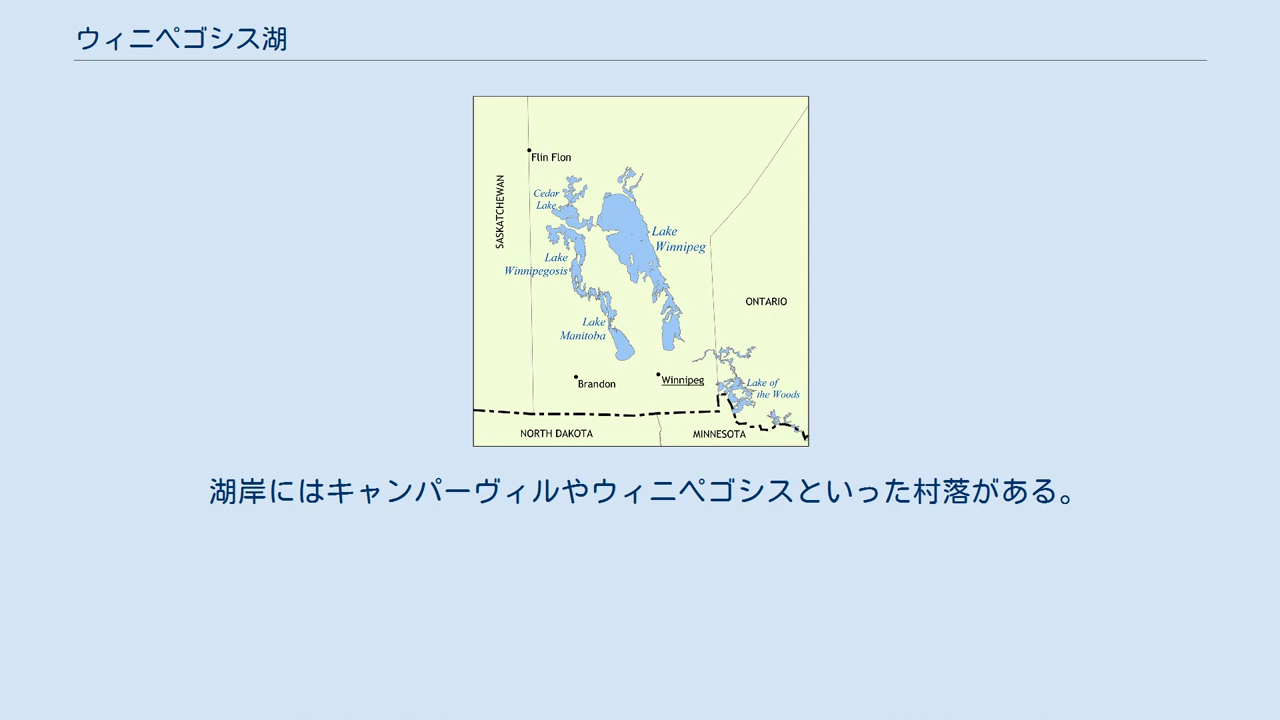 ウィニペゴシス湖
Flin Flon
SASKATCHEWAN
Cedar
Lake
Lake
Winnipeg
Lake
Winnipegosis
ONTARIO
Lake
Manitoba
Brandon
Winnipeg
Lake of
the Woods
NORTH DAKOTA
MINNESOTA
湖岸にはキャンパーヴィルやウィニペゴシスといった村落がある。